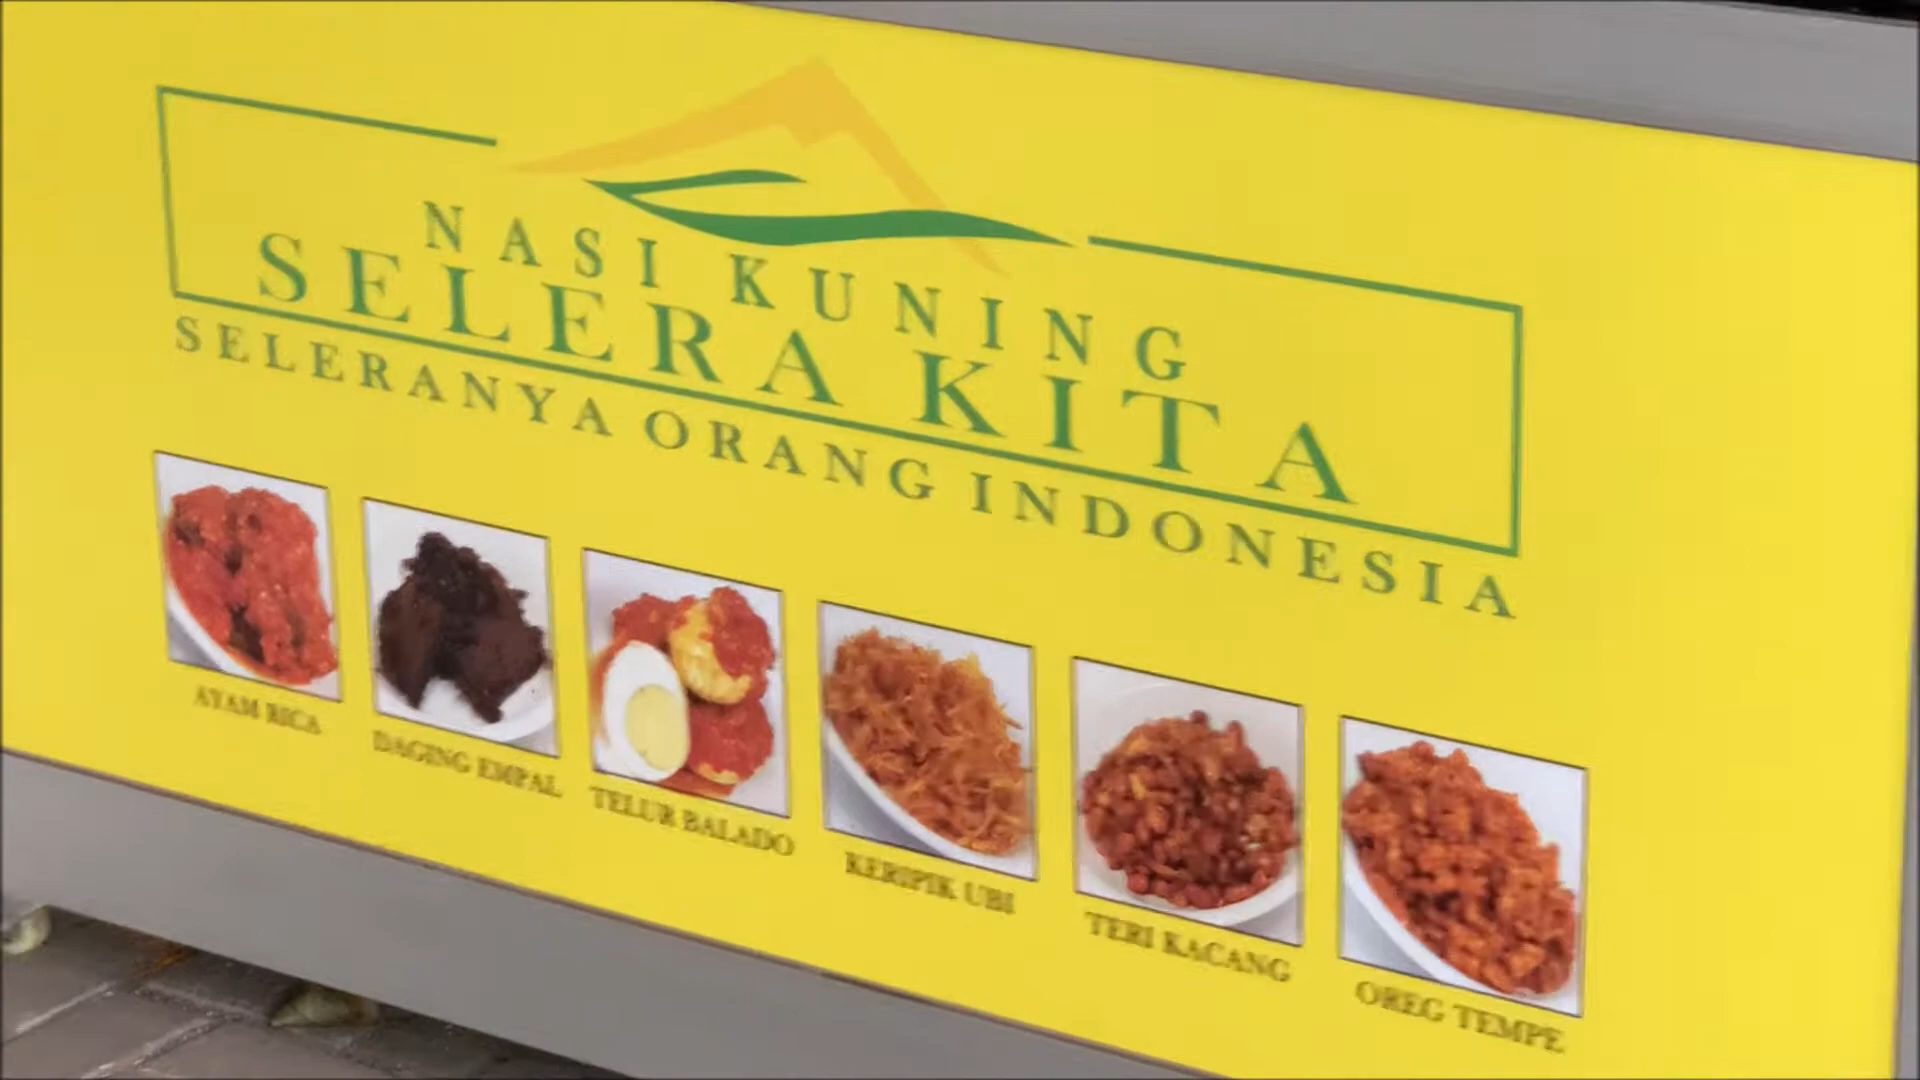 NASI KUNING
SELERA KITA
SELERANYA ORANG INDONESIA
AYAM RICA
DAGING EMPAL
TELUR BALADO
KERIPIK UBI
TERI KACANG
OREG TEMPE